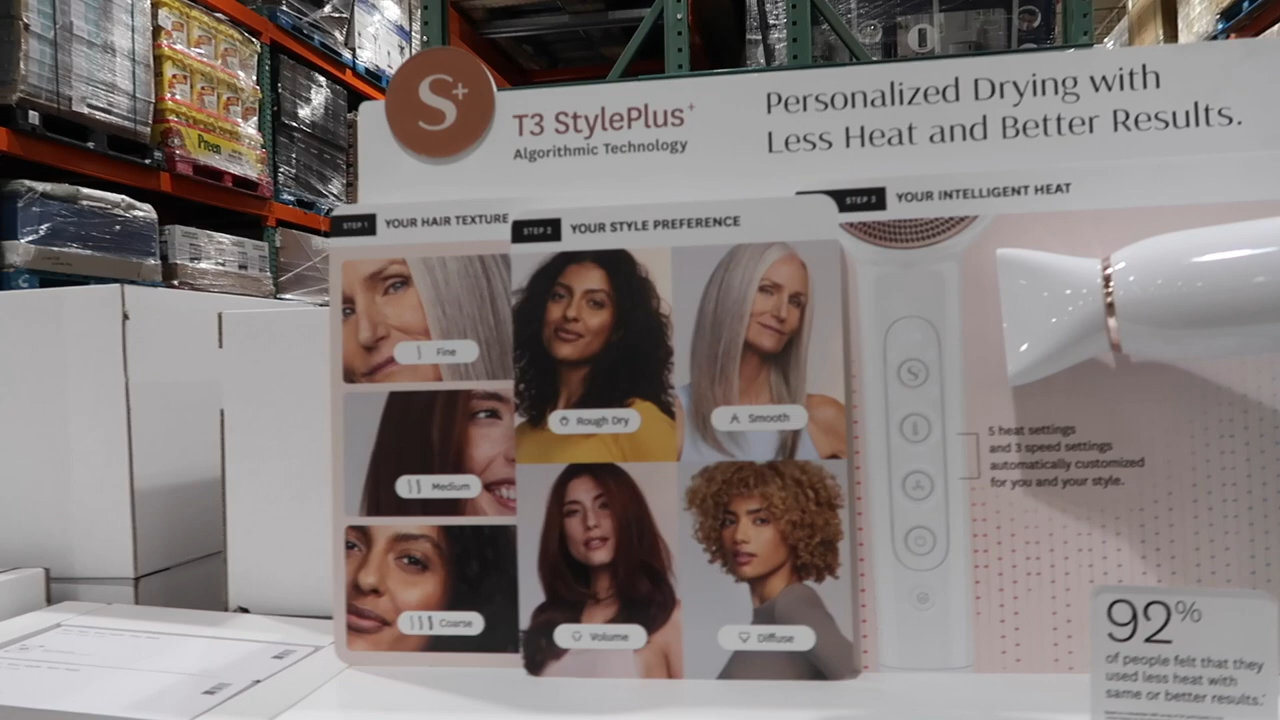 Preen
S+
T3 StylePlus+
Algorithmic Technology
Personalized Drying with
Less Heat and Better Results.
STEP 1 YOUR HAIR TEXTURE
Fine
Medium
Coarse
STEP 2 YOUR STYLE PREFERENCE
Rough Dry
Smooth
Volume
Diffuse
STEP 3 YOUR INTELLIGENT HEAT
S
5 heat settings
and 3 speed settings
automatically customized
for you and your style.
92%
of people felt that they
used less heat with
same or better results.*